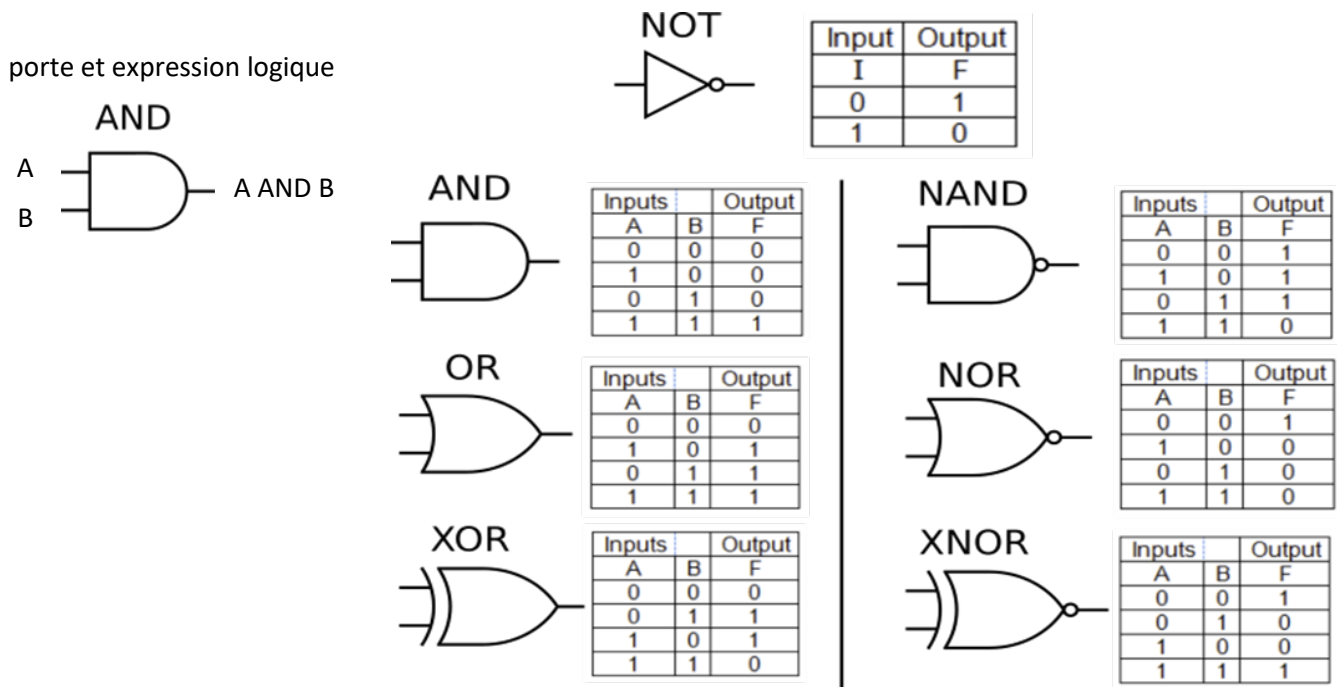 porte et expression logique
AND
A
B
A AND B
NOT
Input Output
I F
0 1
1 0
AND
Inputs Output
A B F
0 0 0
1 0 0
0 1 0
1 1 1
NAND
Inputs Output
A B F
0 0 1
1 0 1
0 1 1
1 1 0
OR
Inputs Output
A B F
0 0 0
1 0 1
0 1 1
1 1 1
NOR
Inputs Output
A B F
0 0 1
1 0 0
0 1 0
1 1 0
XOR
Inputs Output
A B F
0 0 0
0 1 1
1 0 1
1 1 0
XNOR
Inputs Output
A B F
0 0 1
0 1 0
1 0 0
1 1 1